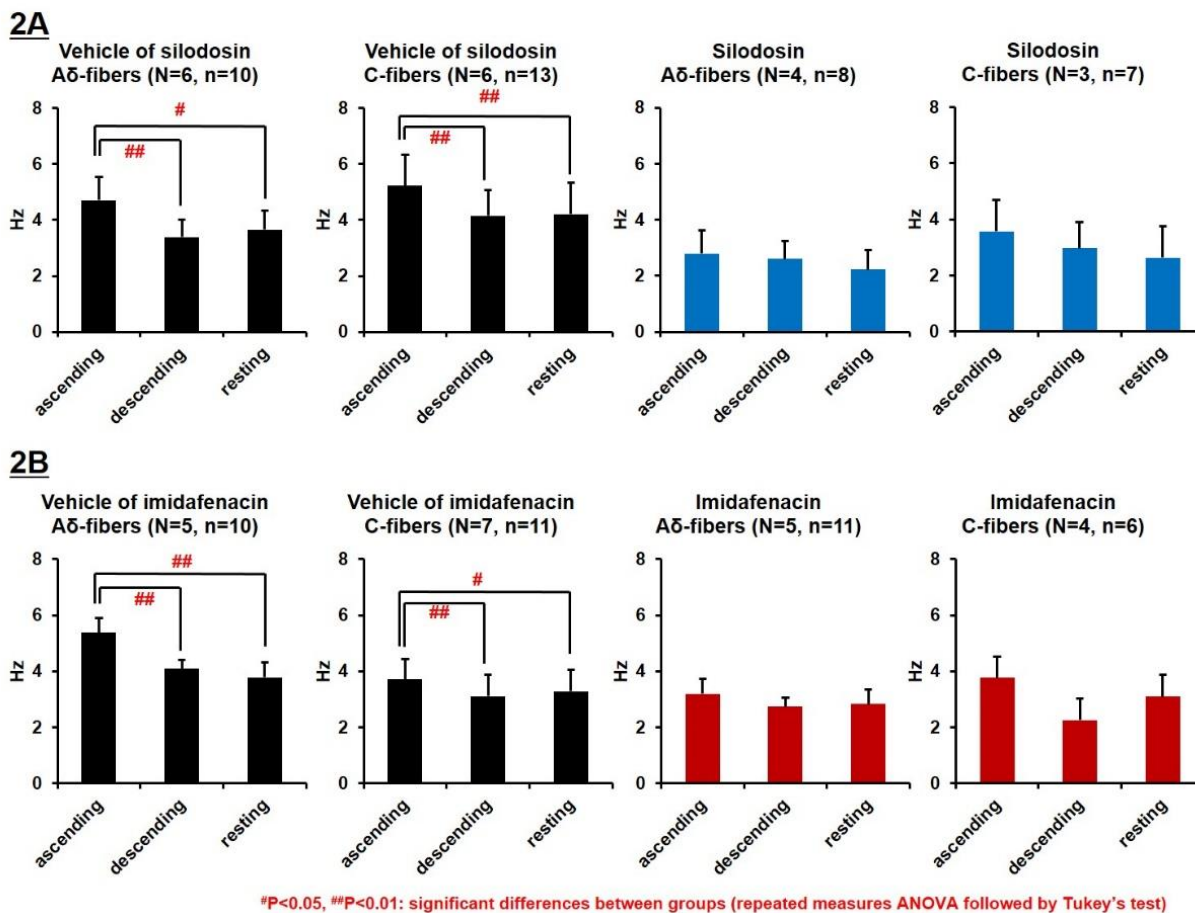 2A
Vehicle of silodosin
Aδ-fibers (N=6, n=10)
Vehicle of silodosin
C-fibers (N=6, n=13)
Silodosin
Aδ-fibers (N=4, n=8)
Silodosin
C-fibers (N=3, n=7)
Hz
8
6
4
2
0
#
##
ascending
descending
resting
Hz
8
6
4
2
0
##
##
ascending
descending
resting
Hz
8
6
4
2
0
ascending
descending
resting
Hz
8
6
4
2
0
ascending
descending
resting
2B
Vehicle of imidafenacin
Aδ-fibers (N=5, n=10)
Vehicle of imidafenacin
C-fibers (N=7, n=11)
Imidafenacin
Aδ-fibers (N=5, n=11)
Imidafenacin
C-fibers (N=4, n=6)
Hz
8
6
4
2
0
##
##
ascending
descending
resting
Hz
8
6
4
2
0
#
##
ascending
descending
resting
Hz
8
6
4
2
0
ascending
descending
resting
Hz
8
6
4
2
0
ascending
descending
resting
#P<0.05, ##P<0.01: significant differences between groups (repeated measures ANOVA followed by Tukey's test)